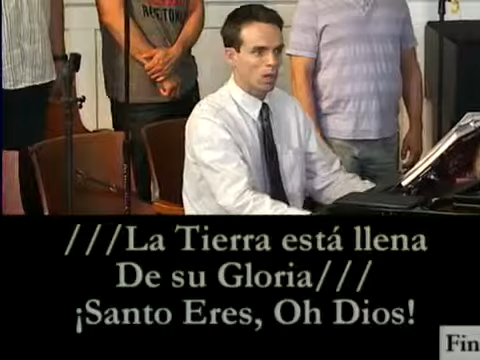 ///La Tierra está llena
De su Gloria///
¡Santo Eres, Oh Dios!
Fin